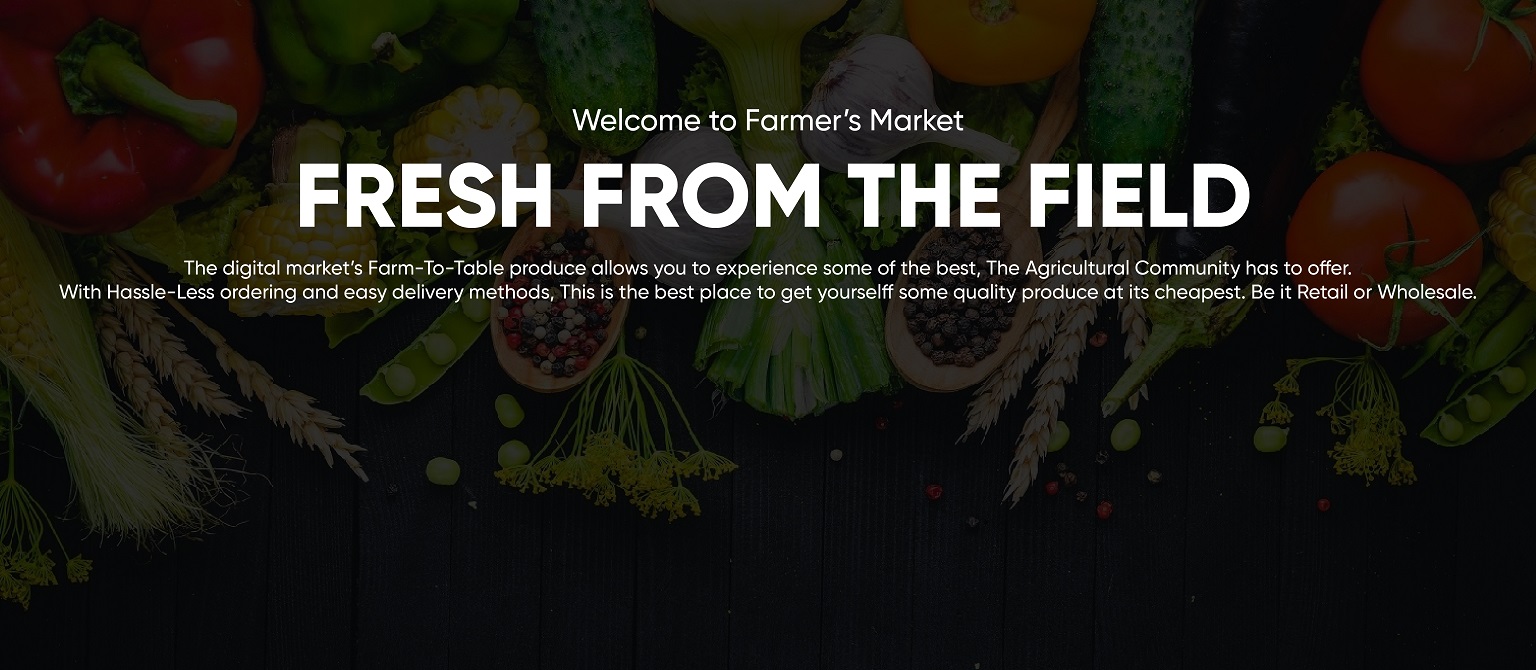 Welcome to Farmer’s Market
FRESH FROM THE FIELD
The digital market’s Farm-To-Table produce allows you to experience some of the best, The Agricultural Community has to offer.
With Hassle-Less ordering and easy delivery methods, This is the best place to get yourselff some quality produce at its cheapest. Be it Retail or Wholesale.